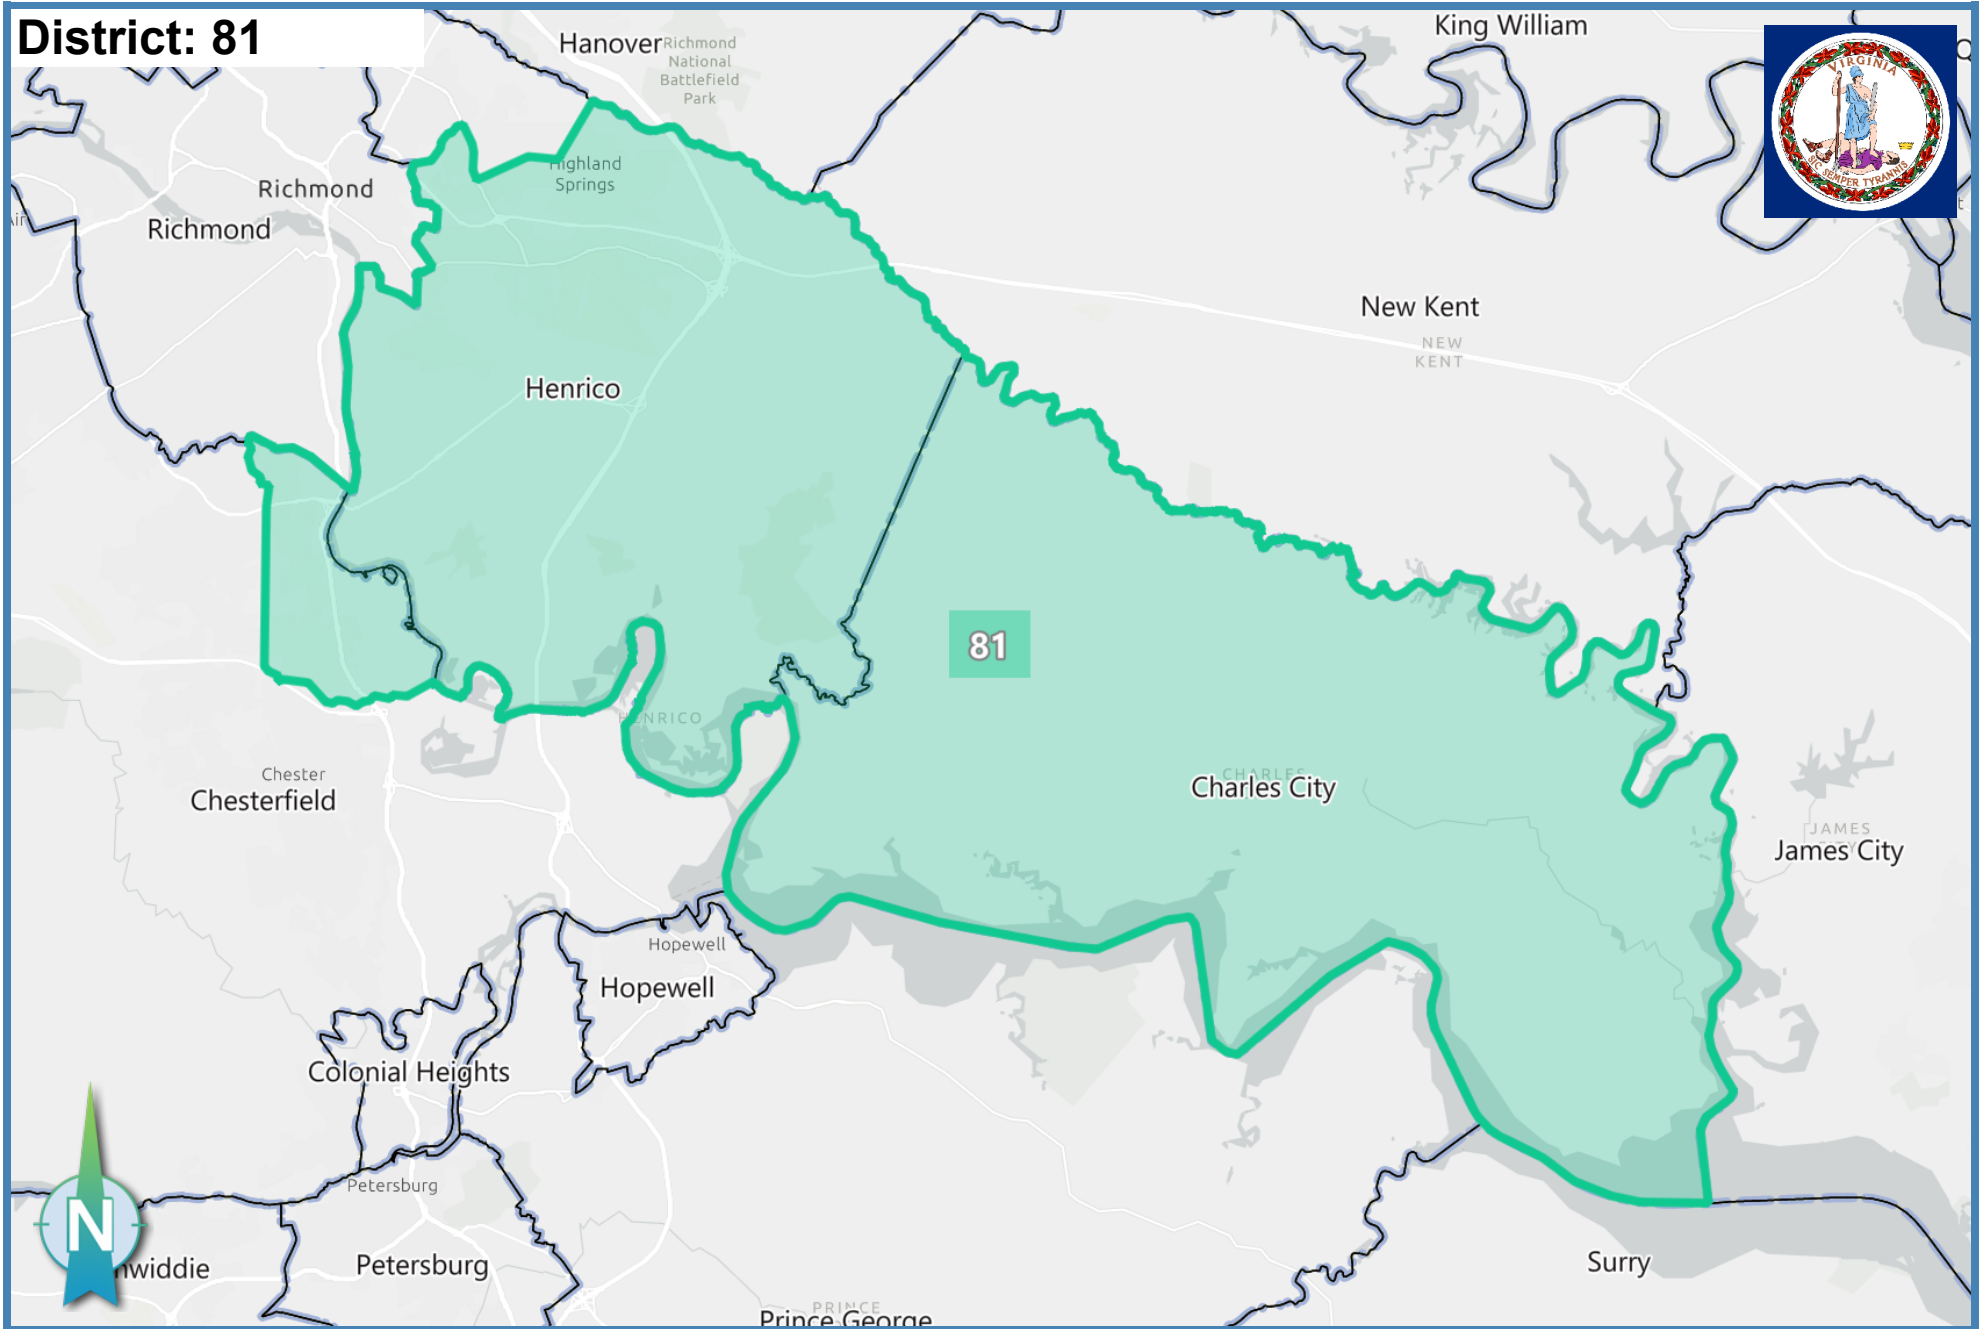 District: 81
Hanover
Richmond
National
Battlefield
Park
King William
VIRGINIA
SIC SEMPER TYRANNIS
Highland
Springs
Richmond
Richmond
New Kent
NEW
KENT
Henrico
81
HENRICO
Chester
Chesterfield
CHARLES
Charles City
JAMES
James City
Hopewell
Hopewell
Colonial Heights
Petersburg
Petersburg
nwiddie
N
Surry
PRINCE
Prince George